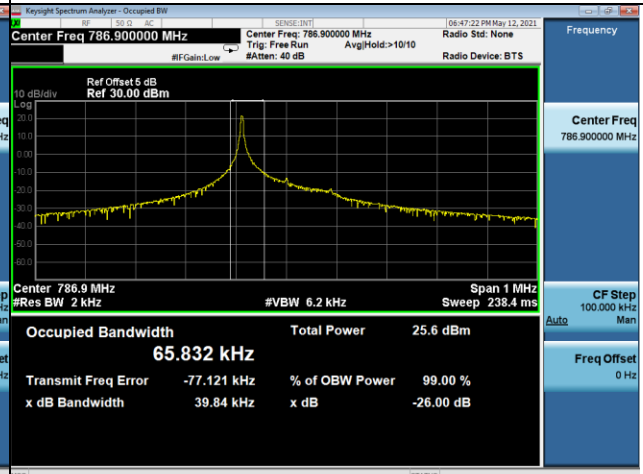 Keysight Spectrum Analyzer - Occupied BW
RF 50 Ω AC SENSE:INT 06:47:22 PM May 12, 2021
Center Freq 786.900000 MHz Center Freq: 786.900000 MHz Radio Std: None Frequency
Trig: Free Run Avg|Hold:>10/10
#IFGain:Low #Atten: 40 dB Radio Device: BTS
Ref Offset 5 dB
10 dB/div Ref 30.00 dBm
Log
20.0
10.0
0.00
-10.0
-20.0
-30.0
-40.0
-50.0
-60.0
Center Freq
786.900000 MHz
Center 786.9 MHz Span 1 MHz
#Res BW 2 kHz #VBW 6.2 kHz Sweep 238.4 ms
CF Step
100.000 kHz
Auto Man
Occupied Bandwidth Total Power 25.6 dBm
65.832 kHz
Transmit Freq Error -77.121 kHz % of OBW Power 99.00 %
x dB Bandwidth 39.84 kHz x dB -26.00 dB
Freq Offset
0 Hz